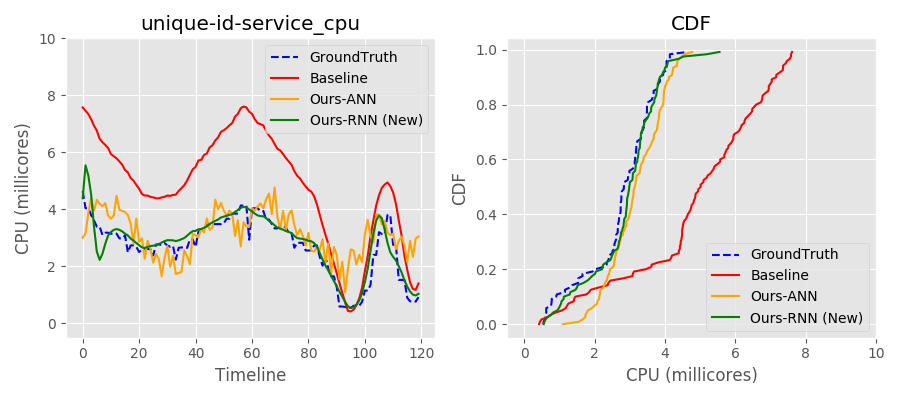 unique-id-service_cpu
CPU (millicores)
10
8
6
4
2
0
GroundTruth
Baseline
Ours-ANN
Ours-RNN (New)
0 20 40 60 80 100 120
Timeline
CDF
CDF
1.0
0.8
0.6
0.4
0.2
0.0
GroundTruth
Baseline
Ours-ANN
Ours-RNN (New)
0 2 4 6 8 10
CPU (millicores)